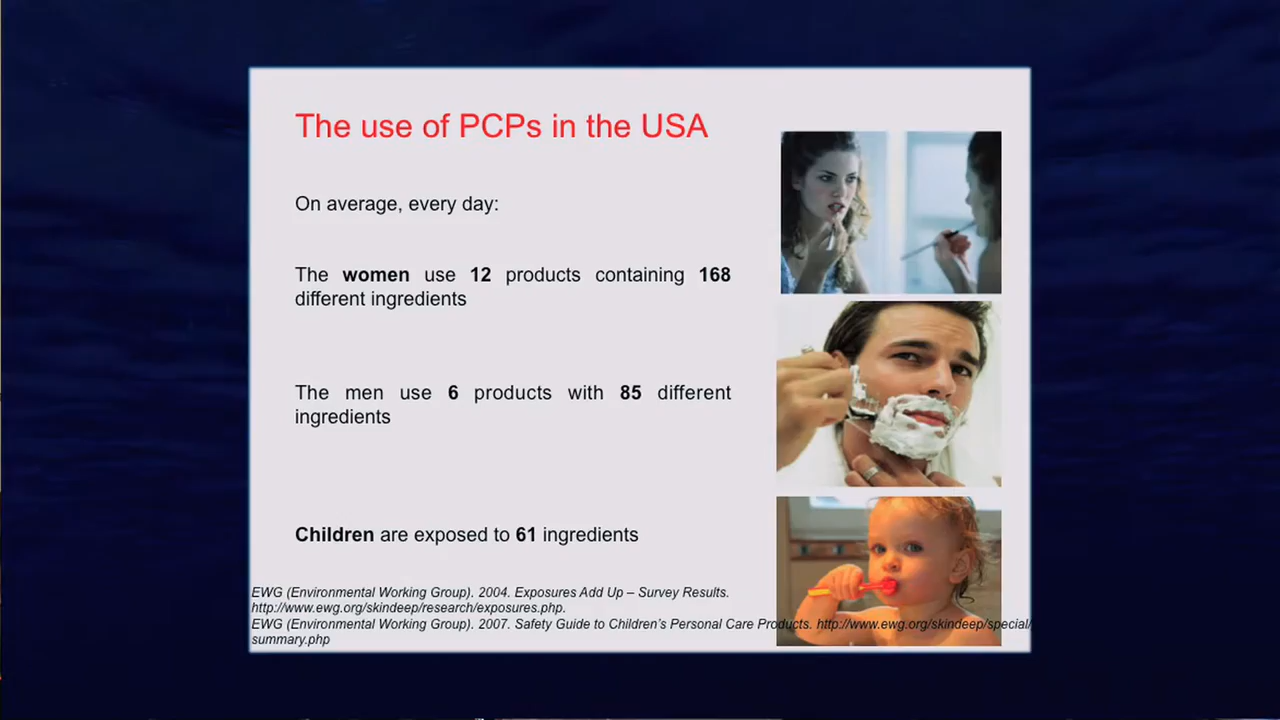 The use of PCPs in the USA
On average, every day:
The women use 12 products containing 168
different ingredients
The men use 6 products with 85 different
ingredients
Children are exposed to 61 ingredients
EWG (Environmental Working Group). 2004. Exposures Add Up – Survey Results.
http://www.ewg.org/skindeep/research/exposures.php.
EWG (Environmental Working Group). 2007. Safety Guide to Children's Personal Care Products. http://www.ewg.org/skindeep/special/
summary.php